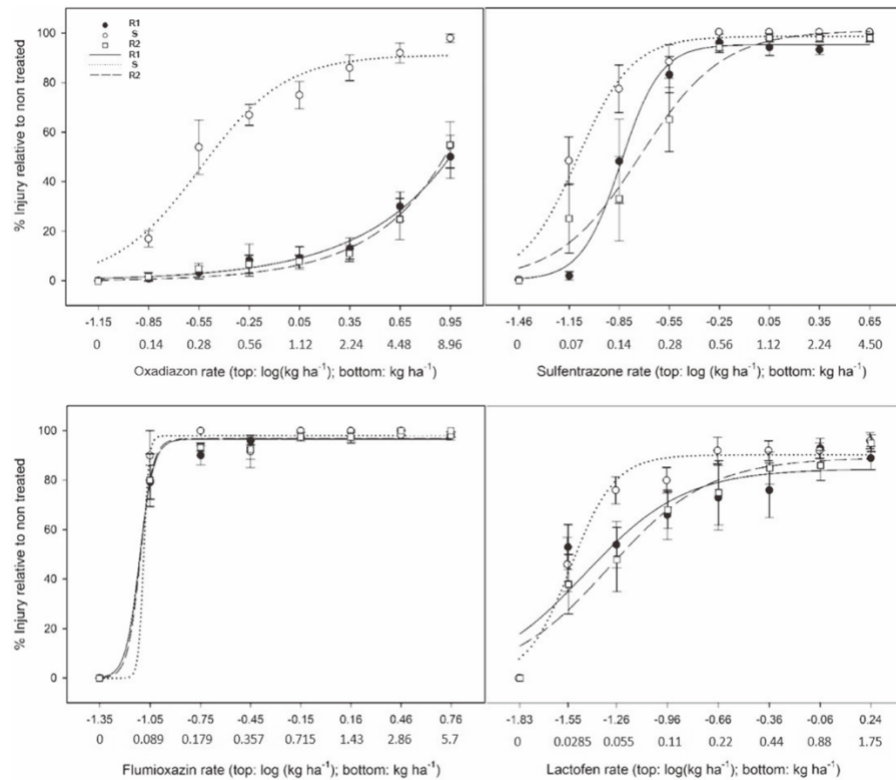 R1
S
R2
R1
S
R2
% Injury relative to non treated
100
80
60
40
20
0
-1.15 -0.85 -0.55 -0.25 0.05 0.35 0.65 0.95
0 0.14 0.28 0.56 1.12 2.24 4.48 8.96
Oxadiazon rate (top: log(kg ha⁻¹); bottom: kg ha⁻¹)
-1.46 -1.15 -0.85 -0.55 -0.25 0.05 0.35 0.65
0 0.07 0.14 0.28 0.56 1.12 2.24 4.50
Sulfentrazone rate (top: log (kg ha⁻¹); bottom: kg ha⁻¹)
% Injury relative to non treated
100
80
60
40
20
0
-1.35 -1.05 -0.75 -0.45 -0.15 0.16 0.46 0.76
0 0.089 0.179 0.357 0.715 1.43 2.86 5.7
Flumioxazin rate (top: log (kg ha⁻¹); bottom: kg ha⁻¹)
-1.83 -1.55 -1.26 -0.96 -0.66 -0.36 -0.06 0.24
0 0.0285 0.055 0.11 0.22 0.44 0.88 1.75
Lactofen rate (top: log(kg ha⁻¹); bottom: kg ha⁻¹)